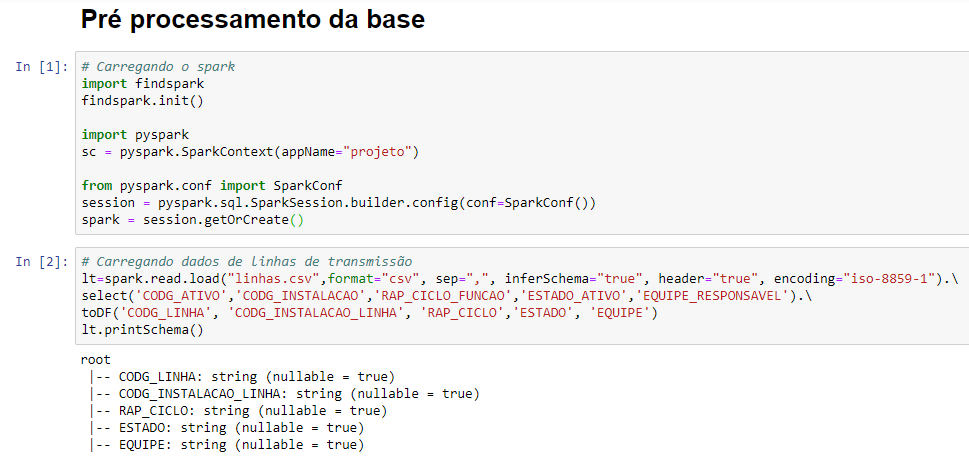 Pré processamento da base
In [1]: # Carregando o spark
import findspark
findspark.init()
import pyspark
sc = pyspark.SparkContext(appName="projeto")
from pyspark.conf import SparkConf
session = pyspark.sql.SparkSession.builder.config(conf=SparkConf())
spark = session.getOrCreate()
In [2]: # Carregando dados de linhas de transmissão
lt=spark.read.load("linhas.csv",format="csv", sep=",", inferSchema="true", header="true", encoding="iso-8859-1").\
select('CODG_ATIVO','CODG_INSTALACAO','RAP_CICLO_FUNCAO','ESTADO_ATIVO','EQUIPE_RESPONSAVEL').\
toDF('CODG_LINHA', 'CODG_INSTALACAO_LINHA', 'RAP_CICLO','ESTADO', 'EQUIPE')
lt.printSchema()
root
|-- CODG_LINHA: string (nullable = true)
|-- CODG_INSTALACAO_LINHA: string (nullable = true)
|-- RAP_CICLO: string (nullable = true)
|-- ESTADO: string (nullable = true)
|-- EQUIPE: string (nullable = true)